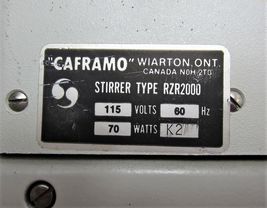 "CAFRAMO" WIARTON, ONT.
CANADA N0H 2T0
STIRRER TYPE RZR2000
115 VOLTS 60 Hz
70 WATTS K2